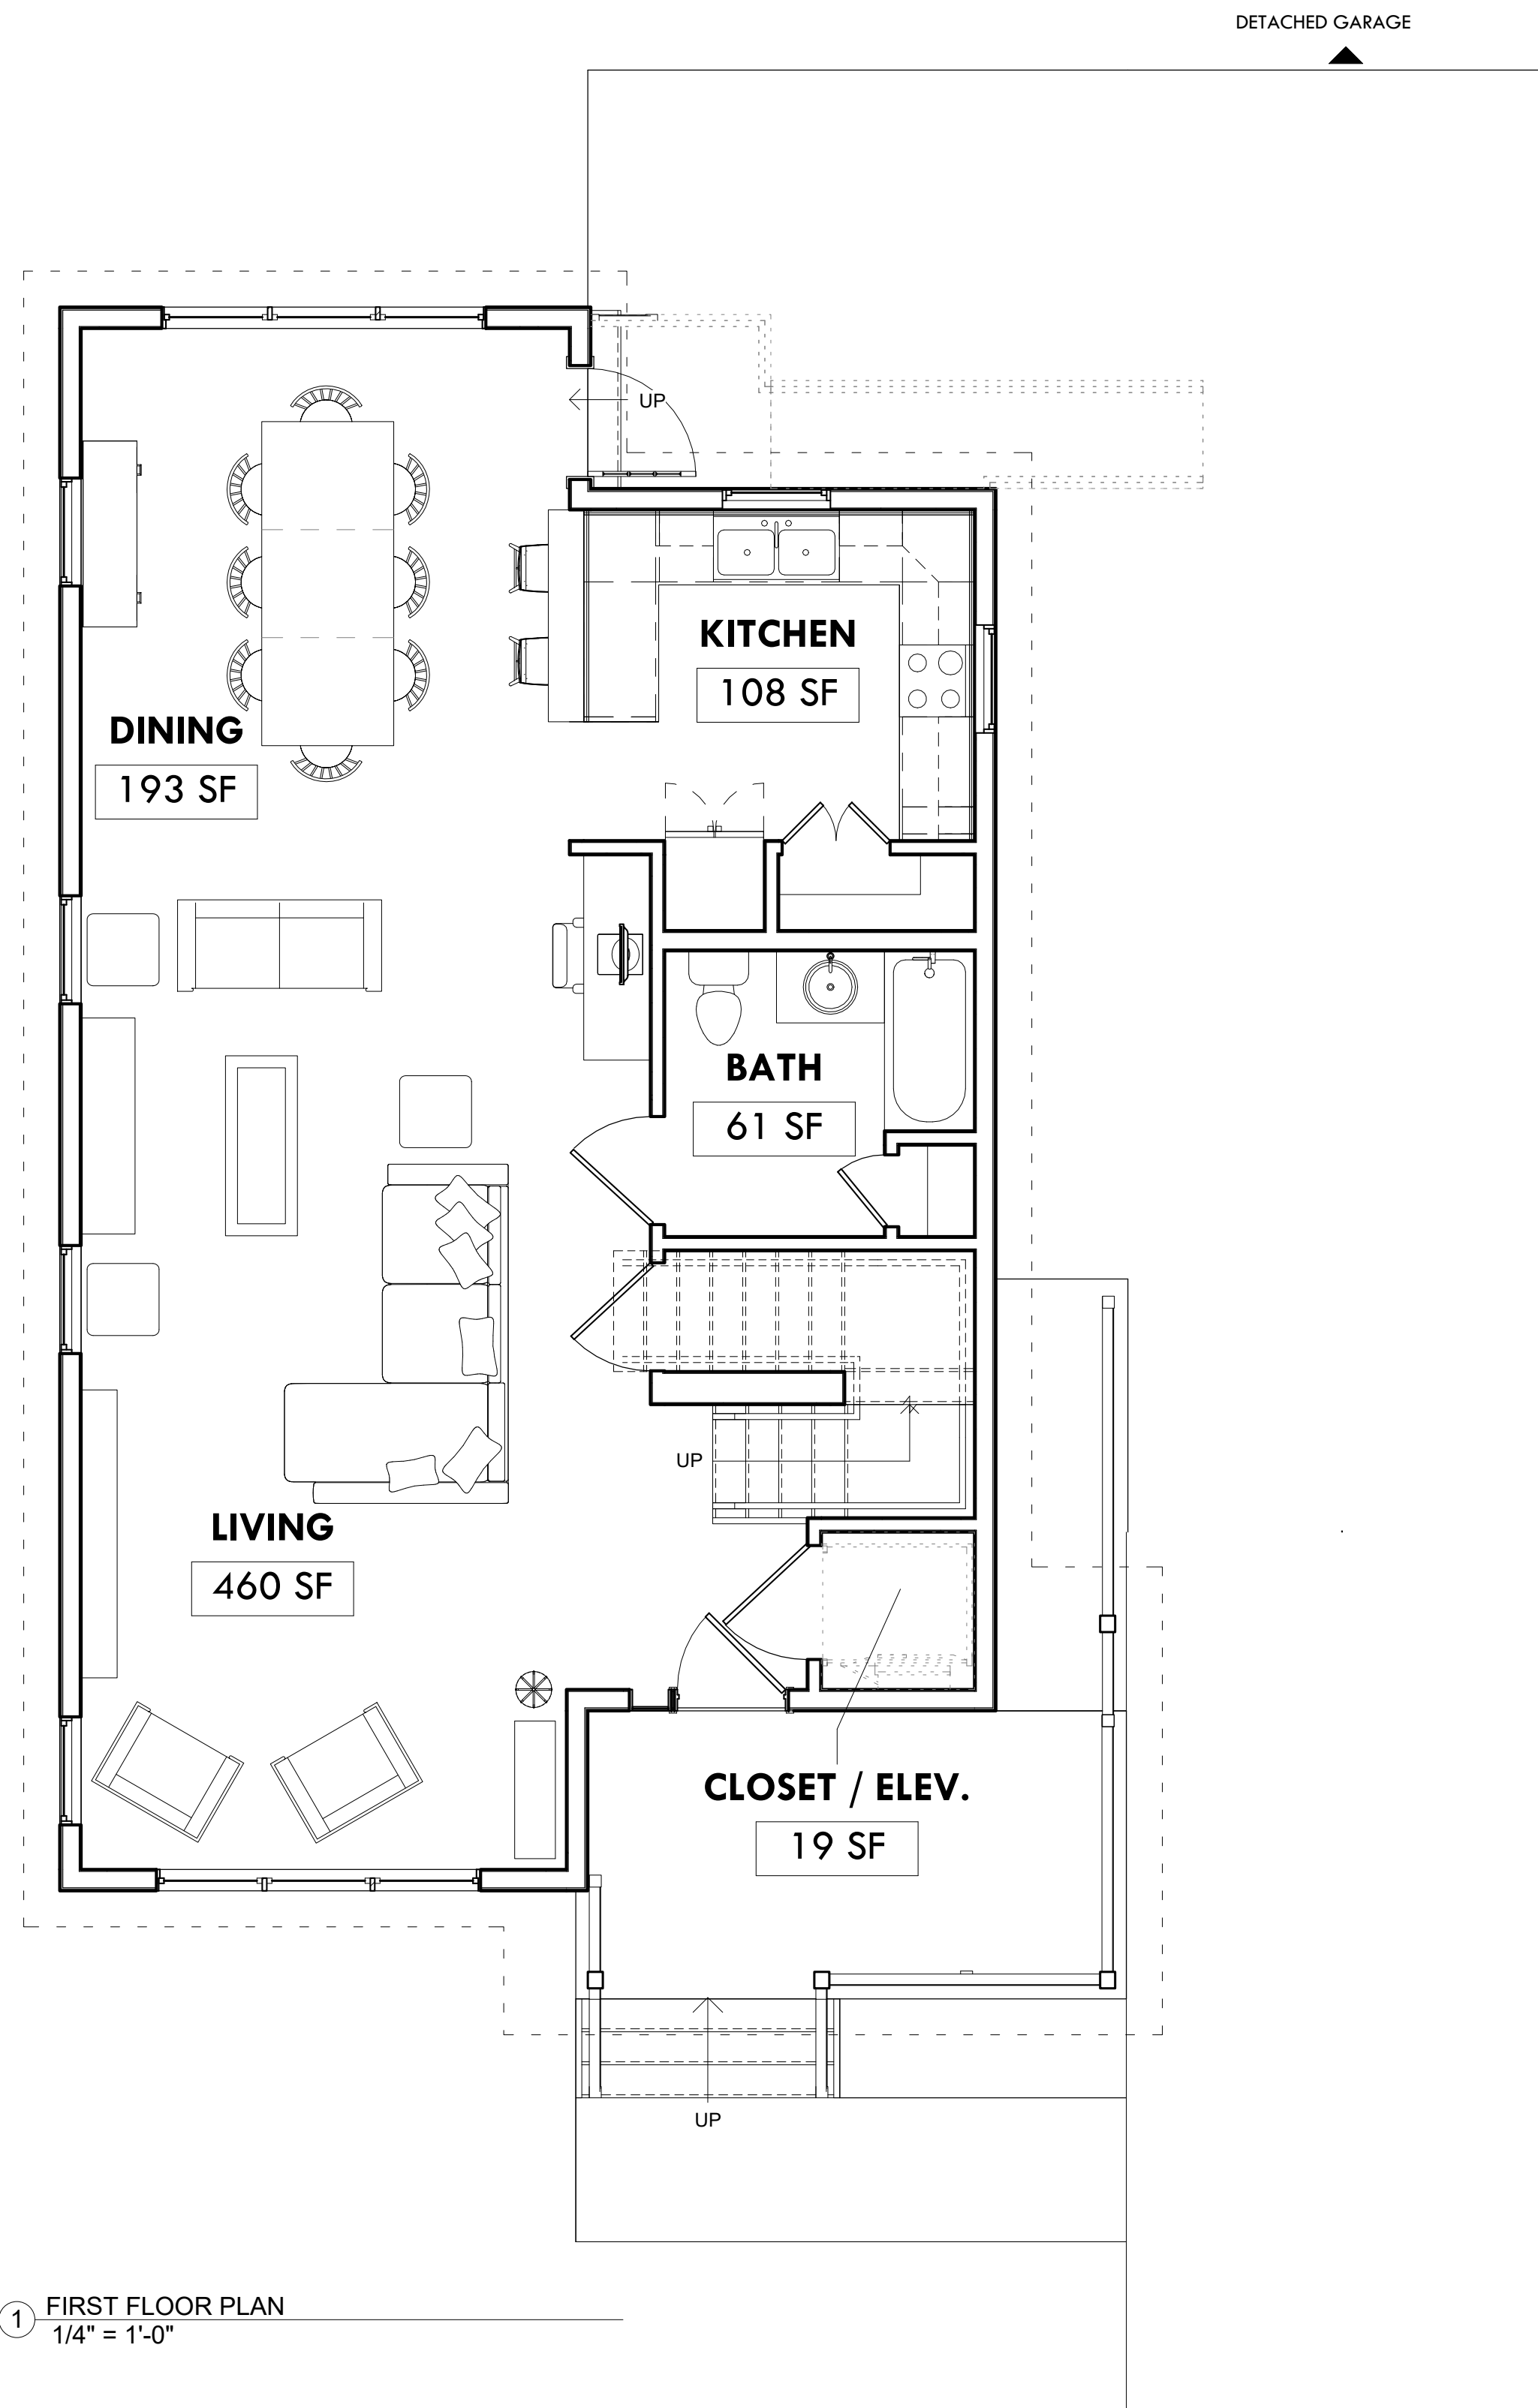 DETACHED GARAGE
UP
KITCHEN
108 SF
DINING
193 SF
BATH
61 SF
UP
LIVING
460 SF
CLOSET / ELEV.
19 SF
UP
1 FIRST FLOOR PLAN
1/4" = 1'-0"